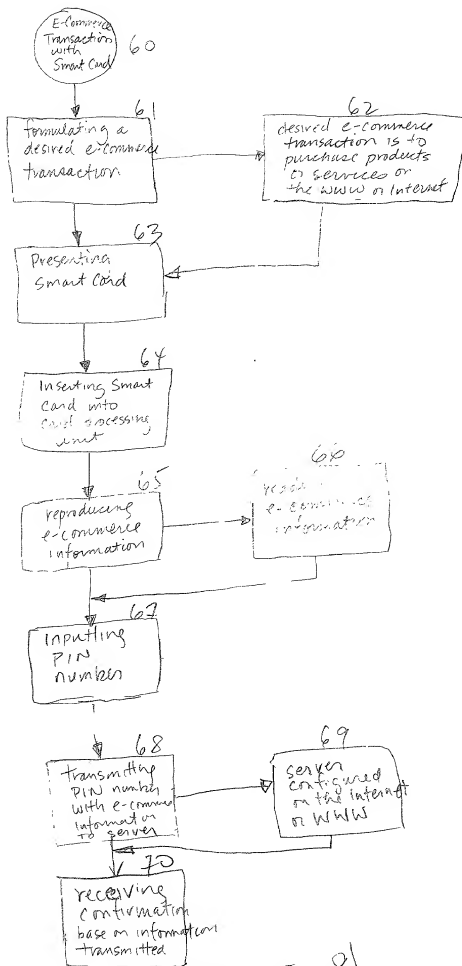 E-Commerce
Transaction
with
Smart Card
60
61
formulating a
desired e-commerce
transaction
62
desired e-commerce
transaction is to
purchase products
or services on
the WWW or Internet
63
Presenting
Smart Card
64
Inserting Smart
Card into
Card processing
unit
65
reproducing
e-commerce
information
66
e-commerce
information
67
inputting
PIN
number
68
transmitting
PIN number
with e-commerce
information
to server
69
server
configured
on the internet
or WWW
70
receiving
confirmation
base on information
transmitted